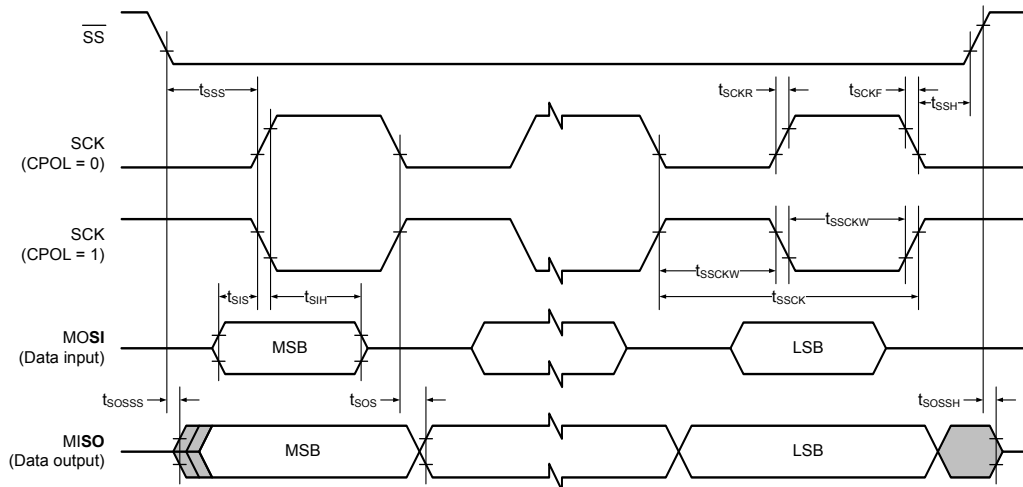 SS
tSSS
tSCKR
tSCKF
tSSH
SCK
(CPOL = 0)
SCK
(CPOL = 1)
tSSCKW
tSSCKW
tSIS
tSIH
tSSCK
MOSI
(Data input)
MSB
LSB
tSOSSS
tSOS
tSOSSH
MISO
(Data output)
MSB
LSB